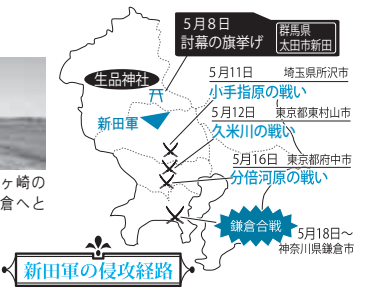 5月8日
討幕の旗挙げ
群馬県
太田市新田
生品神社
新田軍
5月11日 埼玉県所沢市
小手指原の戦い
5月12日 東京都東村山市
久米川の戦い
5月16日 東京都府中市
分倍河原の戦い
鎌倉合戦
5月18日〜
神奈川県鎌倉市
ヶ崎の
倉へと
新田軍の侵攻経路